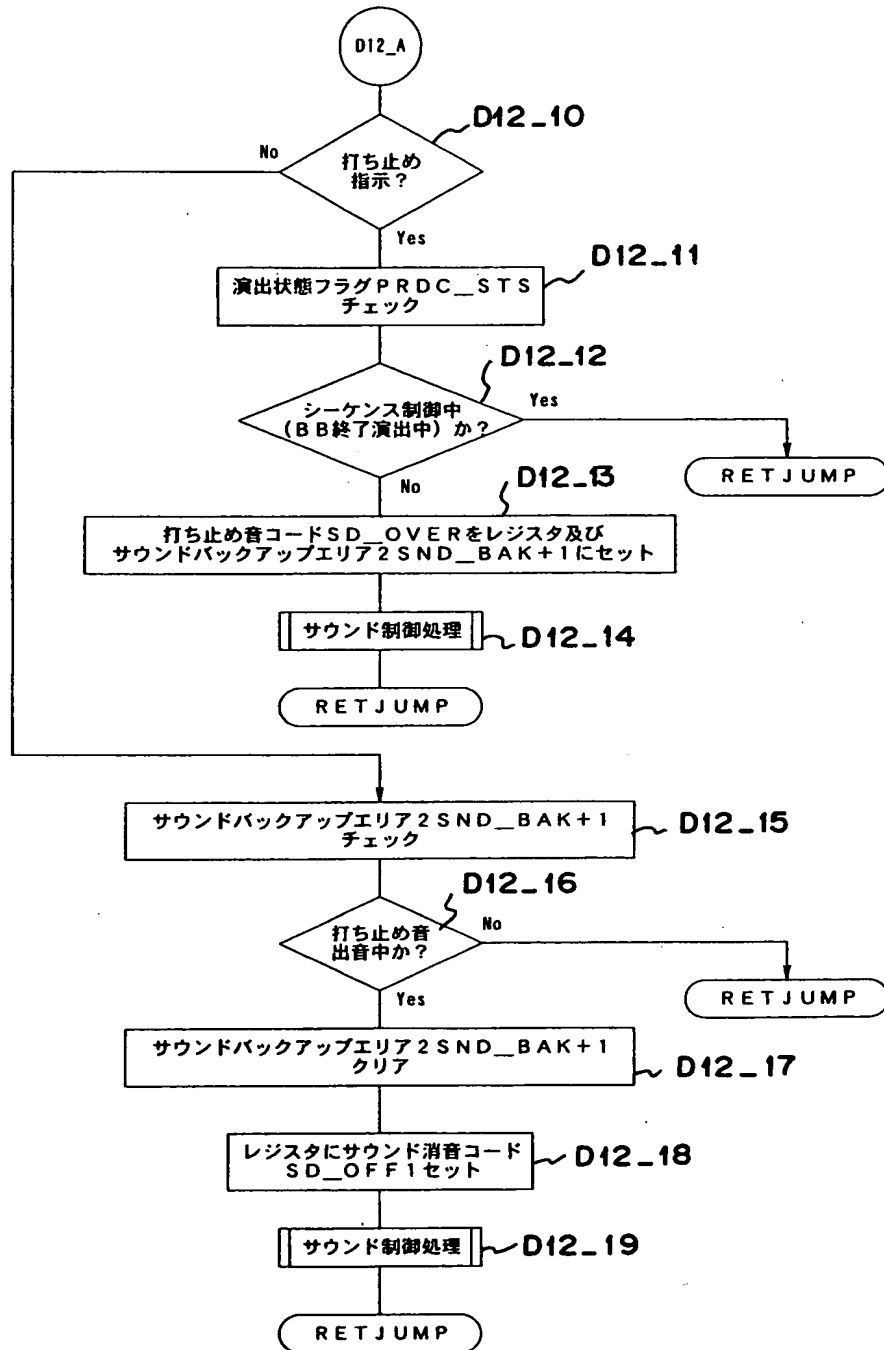 D12_A
D12_10
No
打ち止め
指示?
Yes
D12_11
演出状態フラグPRDC_STS
チェック
D12_12
シーケンス制御中
(BB終了演出中)か?
Yes
RETJUMP
No
D12_13
打ち止め音コードSD_OVERをレジスタ及び
サウンドバックアップエリア2SND_BAK+1にセット
サウンド制御処理
D12_14
RETJUMP
サウンドバックアップエリア2SND_BAK+1
チェック
D12_15
D12_16
打ち止め音
出音中か?
No
RETJUMP
Yes
サウンドバックアップエリア2SND_BAK+1
クリア
D12_17
レジスタにサウンド消音コード
SD_OFF1セット
D12_18
サウンド制御処理
D12_19
RETJUMP